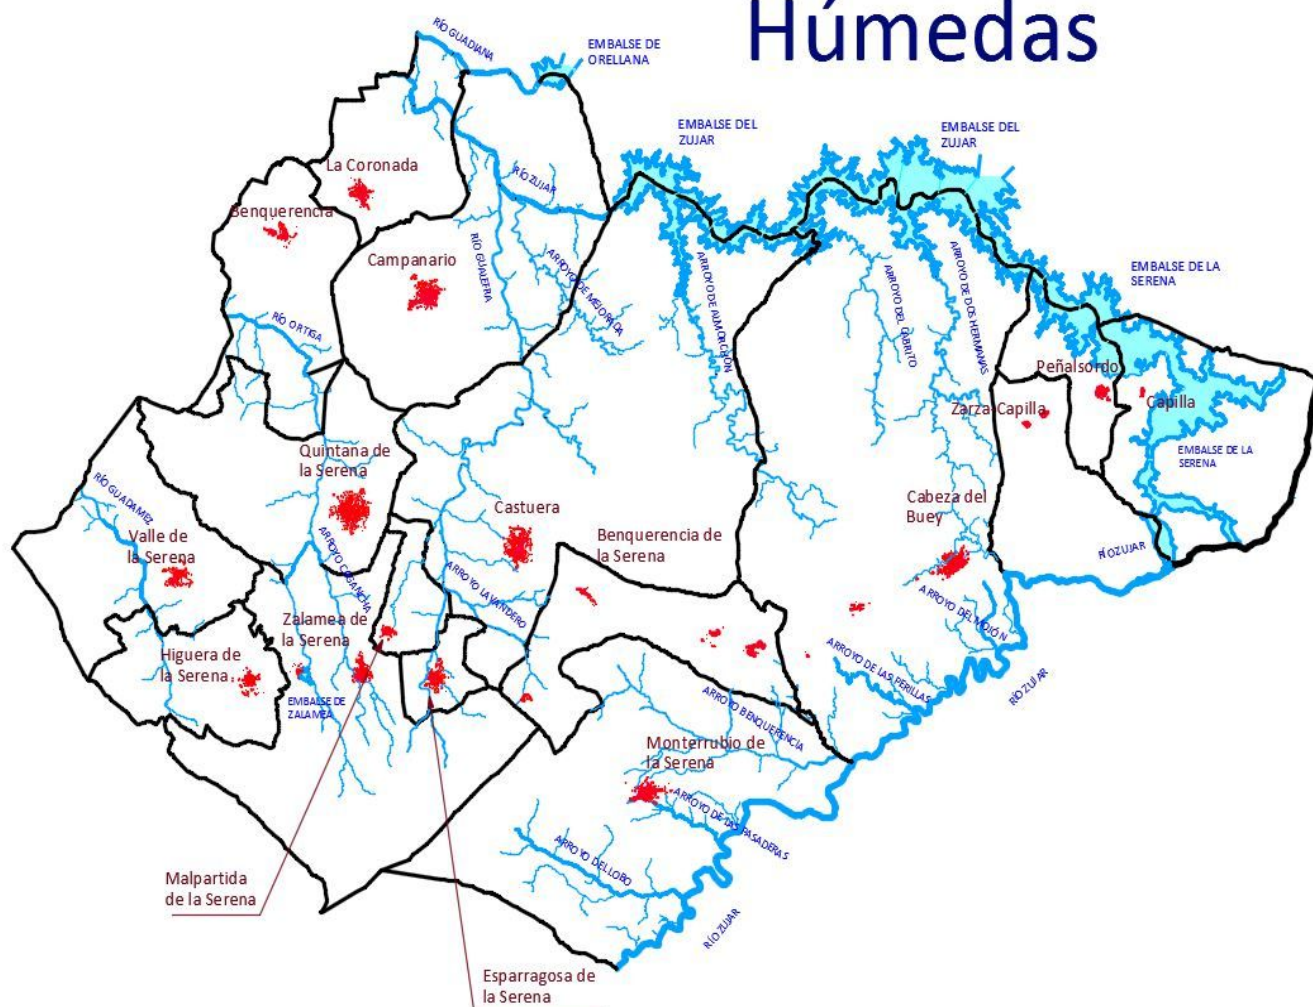 Húmedas
RÍO GUADIANA
EMBALSE DE
ORELLANA
EMBALSE DEL
ZUJAR
EMBALSE DEL
ZUJAR
La Coronada
RÍO ZUJAR
Benquerencia
Campanario
RÍO GUALEFRA
ARROYO DE MEJORADA
ARROYO DE ALMORCHÓN
ARROYO DEL CABRITO
ARROYO DE DOS HERMANAS
EMBALSE DE LA
SERENA
RÍO ORTIGA
Peñalsordo
Zarza-Capilla
Capilla
EMBALSE DE LA
SERENA
Quintana de
la Serena
RÍO GUADAMEZ
Castuera
Cabeza del
Buey
Valle de
la Serena
ARROYO CAGANCHA
Benquerencia de
la Serena
RÍO ZUJAR
ARROYO LAVANDERO
ARROYO DEL MOJÓN
Zalamea de
la Serena
Higuera de
la Serena
ARROYO DE LAS PERILLAS
RÍO ZUJAR
EMBALSE DE
ZALAMEA
ARROYO BENQUERENCIA
Monterrubio de
la Serena
ARROYO DE LAS PASADERAS
ARROYO DEL LOBO
Malpartida
de la Serena
RÍO ZUJAR
Esparragosa de
la Serena